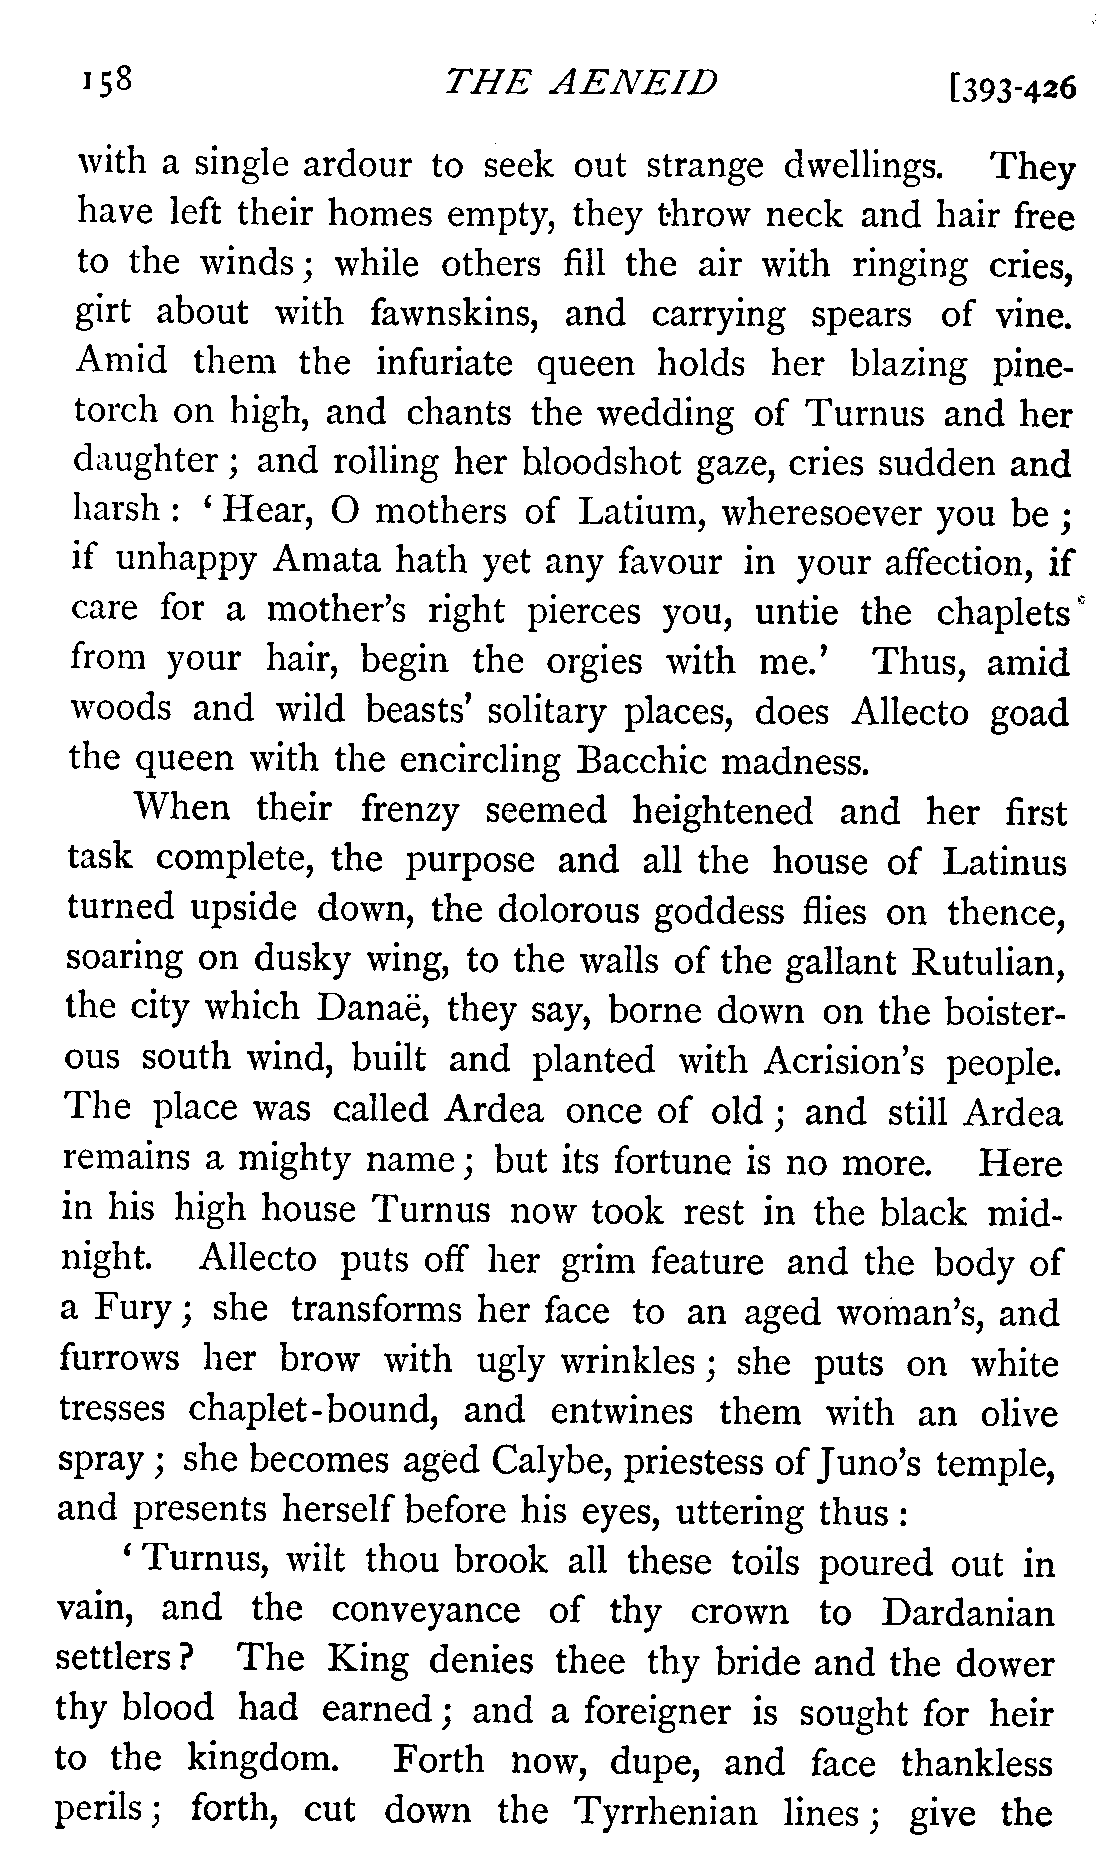 158 THE AENEID [393-426
with a single ardour to seek out strange dwellings. They
have left their homes empty, they throw neck and hair free
to the winds ; while others fill the air with ringing cries,
girt about with fawnskins, and carrying spears of vine.
Amid them the infuriate queen holds her blazing pine-
torch on high, and chants the wedding of Turnus and her
daughter ; and rolling her bloodshot gaze, cries sudden and
harsh : ‘ Hear, O mothers of Latium, wheresoever you be ;
if unhappy Amata hath yet any favour in your affection, if
care for a mother’s right pierces you, untie the chaplets
from your hair, begin the orgies with me.’ Thus, amid
woods and wild beasts’ solitary places, does Allecto goad
the queen with the encircling Bacchic madness.
When their frenzy seemed heightened and her first
task complete, the purpose and all the house of Latinus
turned upside down, the dolorous goddess flies on thence,
soaring on dusky wing, to the walls of the gallant Rutulian,
the city which Danaë, they say, borne down on the boister-
ous south wind, built and planted with Acrision’s people.
The place was called Ardea once of old ; and still Ardea
remains a mighty name ; but its fortune is no more. Here
in his high house Turnus now took rest in the black mid-
night. Allecto puts off her grim feature and the body of
a Fury ; she transforms her face to an aged woman’s, and
furrows her brow with ugly wrinkles ; she puts on white
tresses chaplet-bound, and entwines them with an olive
spray ; she becomes aged Calybe, priestess of Juno’s temple,
and presents herself before his eyes, uttering thus :
‘ Turnus, wilt thou brook all these toils poured out in
vain, and the conveyance of thy crown to Dardanian
settlers ? The King denies thee thy bride and the dower
thy blood had earned ; and a foreigner is sought for heir
to the kingdom. Forth now, dupe, and face thankless
perils ; forth, cut down the Tyrrhenian lines ; give the